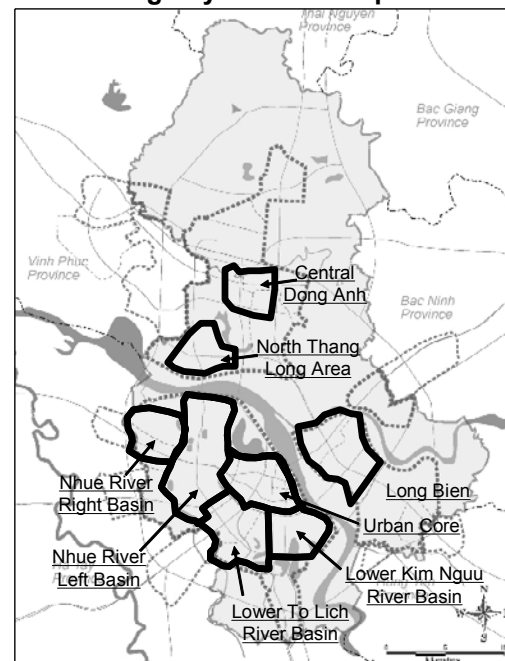 Thai Nguyen
Province
Bac Giang
Province
Vinh Phuc
Province
Central
Dong Anh
Bac Ninh
Province
North Thang
Long Area
Nhue River
Right Basin
Long Bien
Urban Core
Nhue River
Left Basin
Lower Kim Nguu
River Basin
Lower To Lich
River Basin
N
W